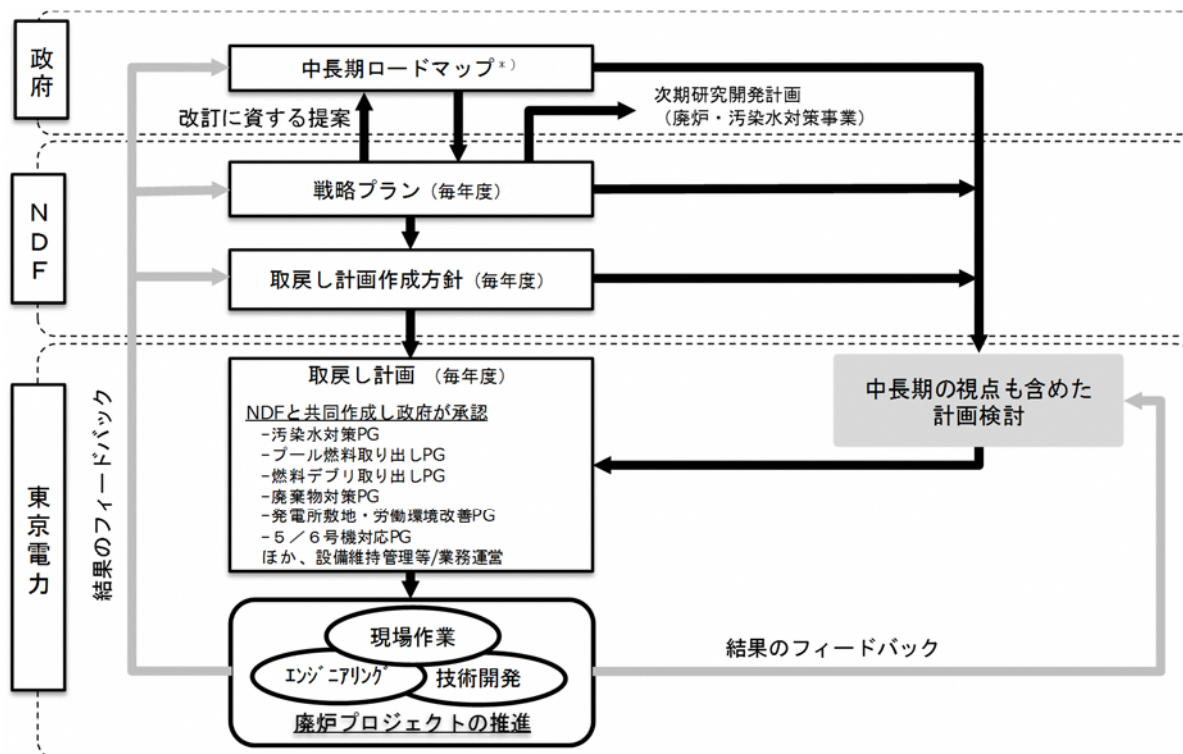 政府
中長期ロードマップ*）
改訂に資する提案
次期研究開発計画
（廃炉・汚染水対策事業）
NDF
戦略プラン（毎年度）
取戻し計画作成方針（毎年度）
東京電力
取戻し計画 （毎年度）
NDFと共同作成し政府が承認
-汚染水対策PG
-プール燃料取り出しPG
-燃料デブリ取り出しPG
-廃棄物対策PG
-発電所敷地・労働環境改善PG
-５／６号機対応PG
ほか、設備維持管理等/業務運営
中長期の視点も含めた
計画検討
結果のフィードバック
現場作業
ｴﾝｼﾞﾆｱﾘﾝｸﾞ
技術開発
廃炉プロジェクトの推進
結果のフィードバック